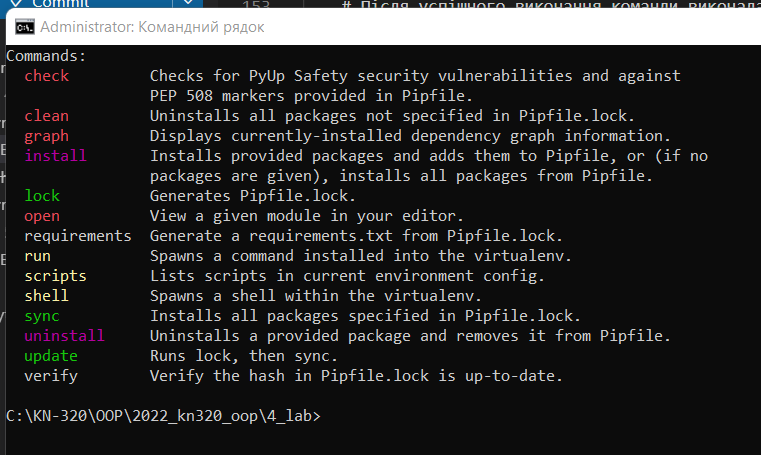 Commit
153 # Після успішного виконання команди виконала
Administrator: Командний рядок
Commands:
check Checks for PyUp Safety security vulnerabilities and against
PEP 508 markers provided in Pipfile.
clean Uninstalls all packages not specified in Pipfile.lock.
graph Displays currently-installed dependency graph information.
install Installs provided packages and adds them to Pipfile, or (if no
packages are given), installs all packages from Pipfile.
lock Generates Pipfile.lock.
open View a given module in your editor.
requirements Generate a requirements.txt from Pipfile.lock.
run Spawns a command installed into the virtualenv.
scripts Lists scripts in current environment config.
shell Spawns a shell within the virtualenv.
sync Installs all packages specified in Pipfile.lock.
uninstall Uninstalls a provided package and removes it from Pipfile.
update Runs lock, then sync.
verify Verify the hash in Pipfile.lock is up-to-date.
C:\KN-320\OOP\2022_kn320_oop\4_lab>